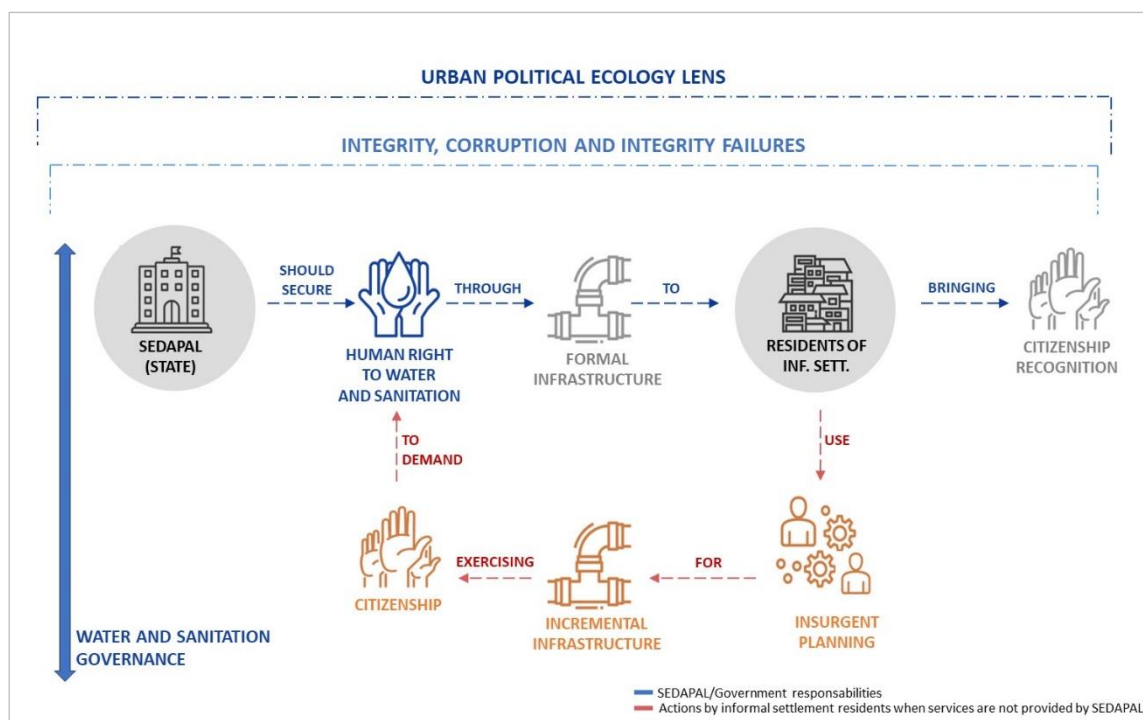 URBAN POLITICAL ECOLOGY LENS
INTEGRITY, CORRUPTION AND INTEGRITY FAILURES
SEDAPAL
(STATE)
SHOULD
SECURE
HUMAN RIGHT
TO WATER
AND SANITATION
THROUGH
FORMAL
INFRASTRUCTURE
TO
RESIDENTS OF
INF. SETT.
BRINGING
CITIZENSHIP
RECOGNITION
USE
INSURGENT
PLANNING
FOR
INCREMENTAL
INFRASTRUCTURE
EXERCISING
CITIZENSHIP
TO
DEMAND
WATER AND SANITATION
GOVERNANCE
SEDAPAL/Government responsabilities
Actions by informal settlement residents when services are not provided by SEDAPAL